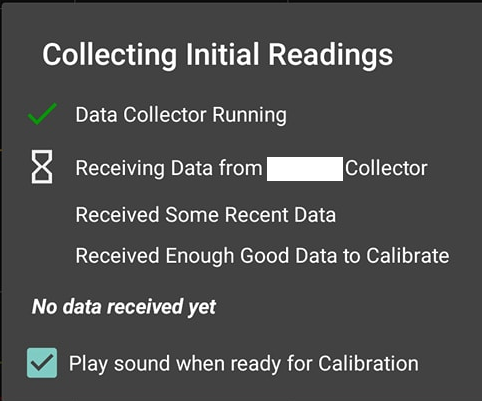 Collecting Initial Readings
Data Collector Running
Receiving Data from Collector
Received Some Recent Data
Received Enough Good Data to Calibrate
No data received yet
Play sound when ready for Calibration